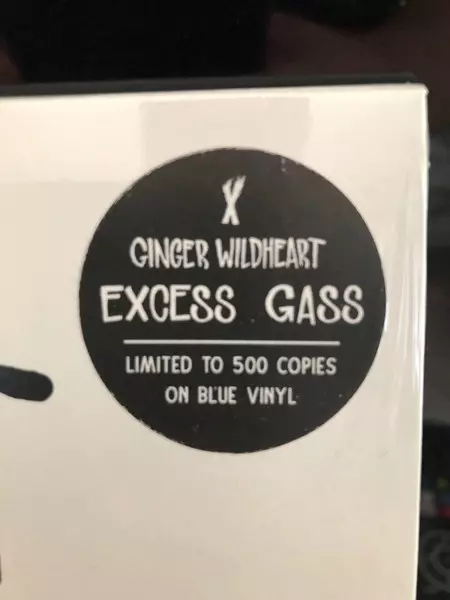 X
GINGER WILDHEART
EXCESS GASS
LIMITED TO 500 COPIES
ON BLUE VINYL